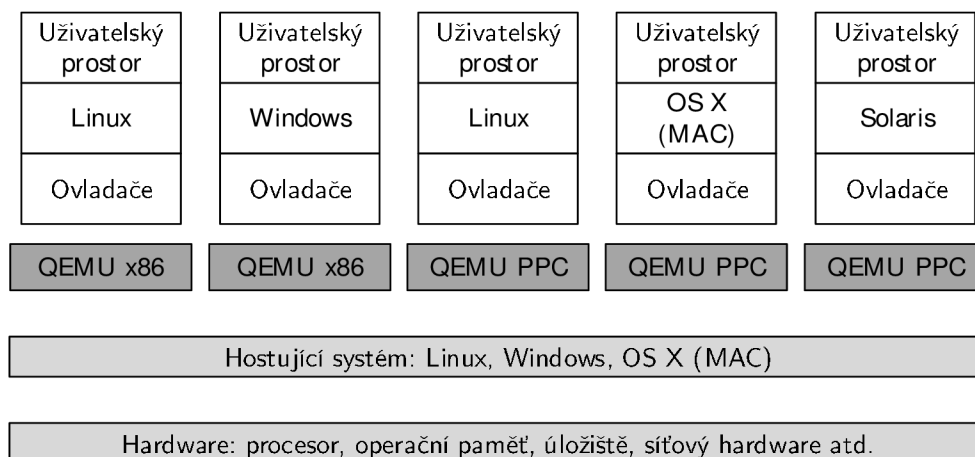 Uživatelský
prostor
Linux
Ovladače
QEMU x86
Uživatelský
prostor
Windows
Ovladače
QEMU x86
Uživatelský
prostor
Linux
Ovladače
QEMU PPC
Uživatelský
prostor
OS X
(MAC)
Ovladače
QEMU PPC
Uživatelský
prostor
Solaris
Ovladače
QEMU PPC
Hostující systém: Linux, Windows, OS X (MAC)
Hardware: procesor, operační paměť, úložiště, síťový hardware atd.